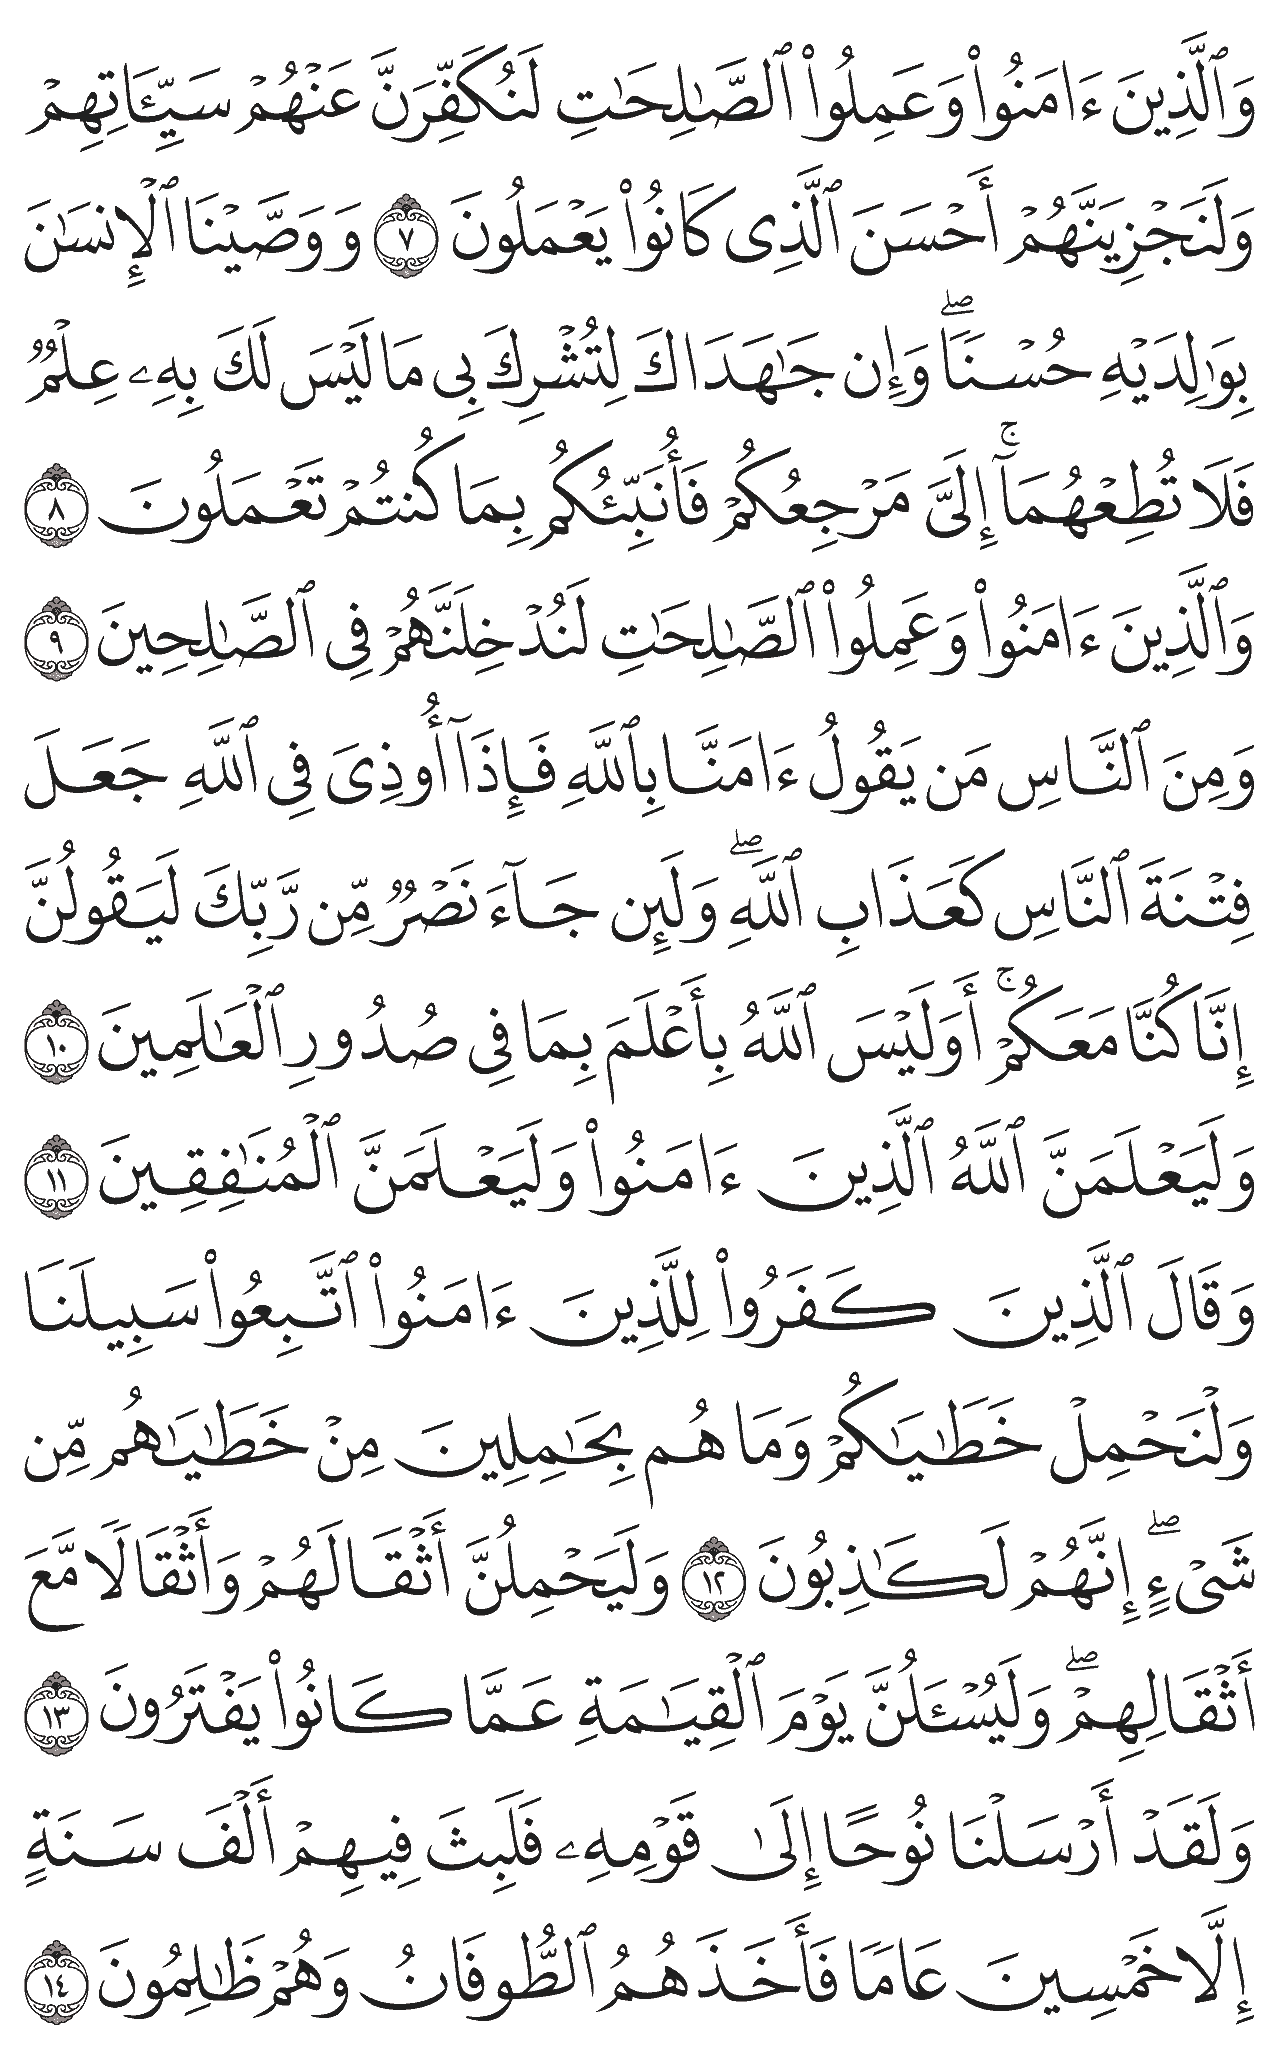 وَٱلَّذِينَ ءَامَنُوا۟ وَعَمِلُوا۟ ٱلصَّـٰلِحَـٰتِ لَنُكَفِّرَنَّ عَنْهُمْ سَيِّـَٔاتِهِمْ
وَلَنَجْزِيَنَّهُمْ أَحْسَنَ ٱلَّذِى كَانُوا۟ يَعْمَلُونَ ٧ وَوَصَّيْنَا ٱلْإِنسَـٰنَ
بِوَٰلِدَيْهِ حُسْنًا ۖ وَإِن جَـٰهَدَاكَ لِتُشْرِكَ بِى مَا لَيْسَ لَكَ بِهِۦ عِلْمٌ
فَلَا تُطِعْهُمَآ ۚ إِلَىَّ مَرْجِعُكُمْ فَأُنَبِّئُكُم بِمَا كُنتُمْ تَعْمَلُونَ ٨
وَٱلَّذِينَ ءَامَنُوا۟ وَعَمِلُوا۟ ٱلصَّـٰلِحَـٰتِ لَنُدْخِلَنَّهُمْ فِى ٱلصَّـٰلِحِينَ ٩
وَمِنَ ٱلنَّاسِ مَن يَقُولُ ءَامَنَّا بِٱللَّهِ فَإِذَآ أُوذِىَ فِى ٱللَّهِ جَعَلَ
فِتْنَةَ ٱلنَّاسِ كَعَذَابِ ٱللَّهِ ۖ وَلَئِن جَآءَ نَصْرٌ مِّن رَّبِّكَ لَيَقُولُنَّ
إِنَّا كُنَّا مَعَكُمْ ۚ أَوَلَيْسَ ٱللَّهُ بِأَعْلَمَ بِمَا فِى صُدُورِ ٱلْعَـٰلَمِينَ ١٠
وَلَيَعْلَمَنَّ ٱللَّهُ ٱلَّذِينَ ءَامَنُوا۟ وَلَيَعْلَمَنَّ ٱلْمُنَـٰفِقِينَ ١١
وَقَالَ ٱلَّذِينَ كَفَرُوا۟ لِلَّذِينَ ءَامَنُوا۟ ٱتَّبِعُوا۟ سَبِيلَنَا
وَلْنَحْمِلْ خَطَـٰيَـٰكُمْ وَمَا هُم بِحَـٰمِلِينَ مِنْ خَطَـٰيَـٰهُم مِّن
شَىْءٍ ۖ إِنَّهُمْ لَكَـٰذِبُونَ ١٢ وَلَيَحْمِلُنَّ أَثْقَالَهُمْ وَأَثْقَالًا مَّعَ
أَثْقَالِهِمْ ۖ وَلَيُسْـَٔلُنَّ يَوْمَ ٱلْقِيَـٰمَةِ عَمَّا كَانُوا۟ يَفْتَرُونَ ١٣
وَلَقَدْ أَرْسَلْنَا نُوحًا إِلَىٰ قَوْمِهِۦ فَلَبِثَ فِيهِمْ أَلْفَ سَنَةٍ
إِلَّا خَمْسِينَ عَامًا فَأَخَذَهُمُ ٱلطُّوفَانُ وَهُمْ ظَـٰلِمُونَ ١٤